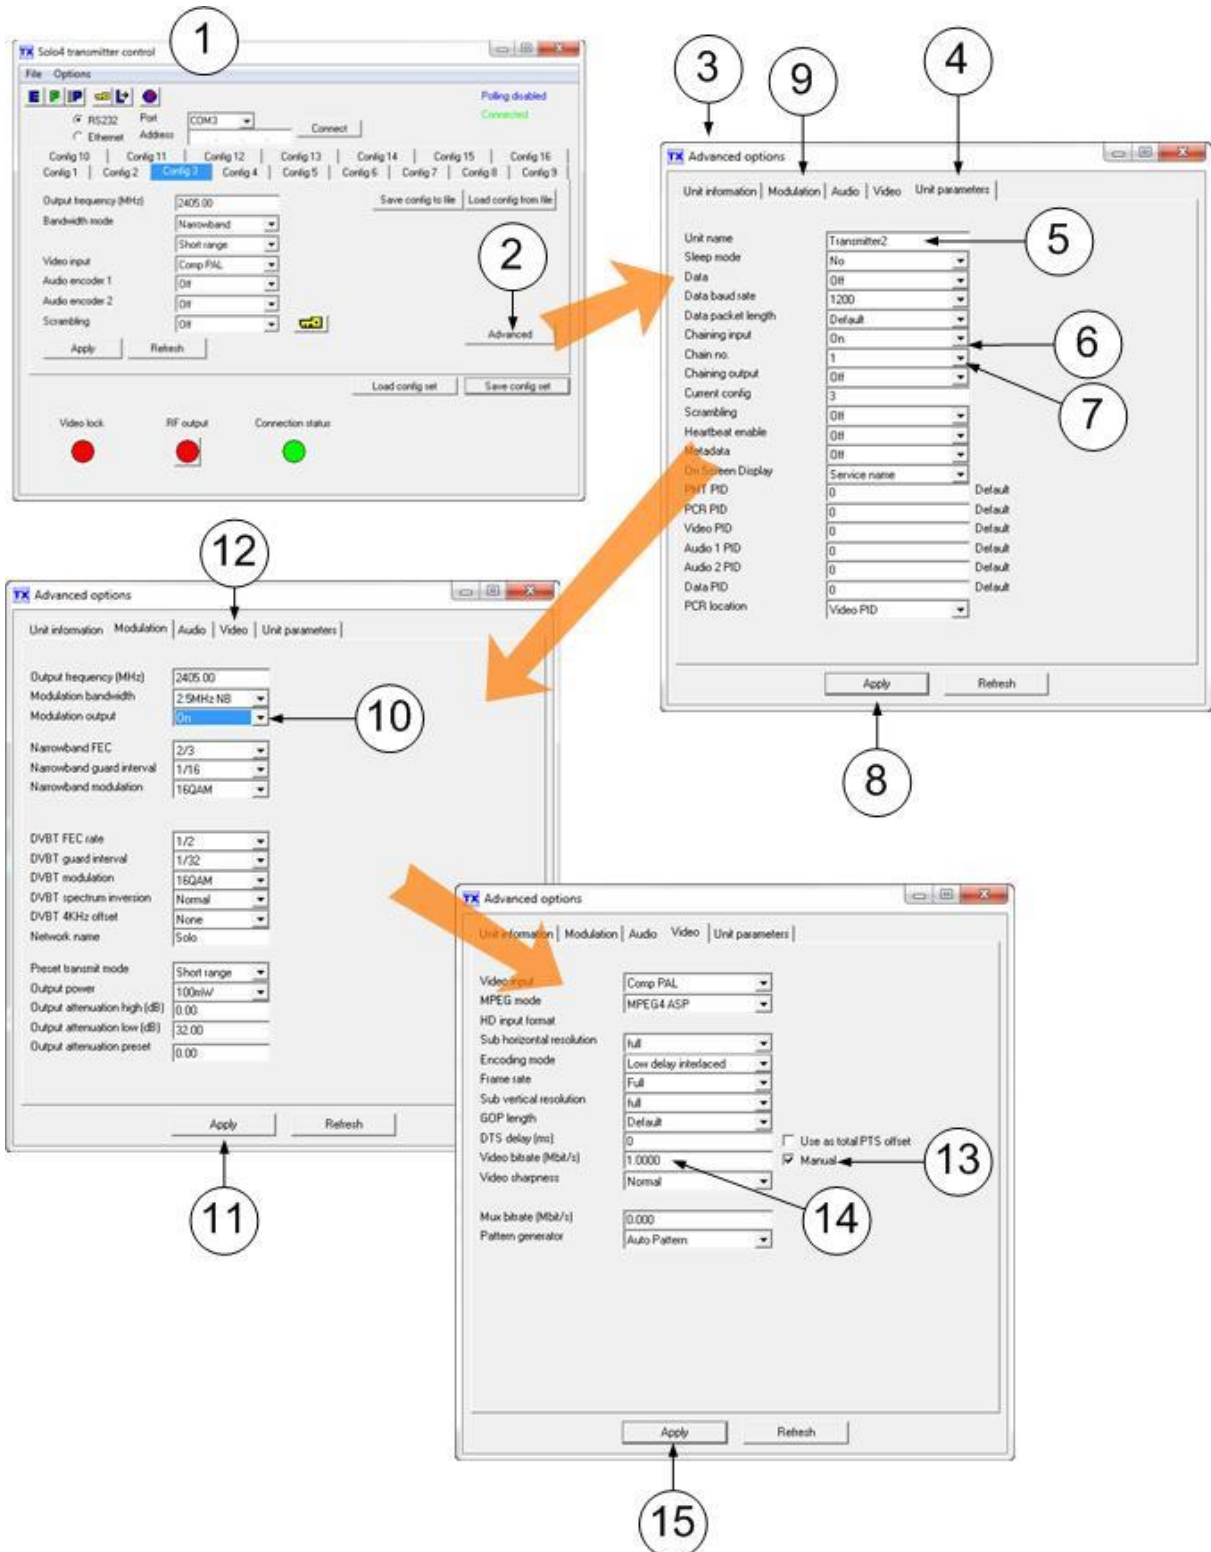 1
TX Solo4 transmitter control
File Options
E P IP
Polling disabled
RS232 Port COM3
Connected
Ethernet Address Connect
Config 10 Config 11 Config 12 Config 13 Config 14 Config 15 Config 16
Config 1 Config 2 Config 3 Config 4 Config 5 Config 6 Config 7 Config 8 Config 9
Output frequency (MHz) 2405.00 Save config to file Load config from file
Bandwidth mode Narrowband
Short range
2
Video input Comp PAL
Audio encoder 1 Off
Audio encoder 2 Off
Scrambling Off
Advanced
Apply Refresh
Load config set Save config set
Video lock RF output Connection status
3
9
4
TX Advanced options
Unit information Modulation Audio Video Unit parameters
Unit name Transmitter2
5
Sleep mode No
Data Off
Data baud rate 1200
Data packet length Default
Chaining input On
6
Chain no. 1
Chaining output Off
7
Current config 3
Scrambling Off
Heartbeat enable Off
Metadata Off
On Screen Display Service name
PMT PID 0 Default
PCR PID 0 Default
Video PID 0 Default
Audio 1 PID 0 Default
Audio 2 PID 0 Default
Data PID 0 Default
PCR location Video PID
Apply Refresh
8
12
TX Advanced options
Unit information Modulation Audio Video Unit parameters
Output frequency (MHz) 2405.00
Modulation bandwidth 2.5MHz NB
Modulation output On
10
Narrowband FEC 2/3
Narrowband guard interval 1/16
Narrowband modulation 16QAM
DVBT FEC rate 1/2
DVBT guard interval 1/32
DVBT modulation 16QAM
DVBT spectrum inversion Normal
DVBT 4KHz offset None
Network name Solo
Preset transmit mode Short range
Output power 100mW
Output attenuation high (dB) 0.00
Output attenuation low (dB) 32.00
Output attenuation preset 0.00
Apply Refresh
11
TX Advanced options
Unit information Modulation Audio Video Unit parameters
Video input Comp PAL
MPEG mode MPEG4 ASP
HD input format
Sub horizontal resolution full
Encoding mode Low delay interlaced
Frame rate Full
Sub vertical resolution full
GOP length Default
DTS delay (ms) 0 Use as total PTS offset
Video bitrate (Mbit/s) 1.0000 Manual
13
Video sharpness Normal
14
Mux bitrate (Mbit/s) 0.000
Pattern generator Auto Pattern
Apply Refresh
15